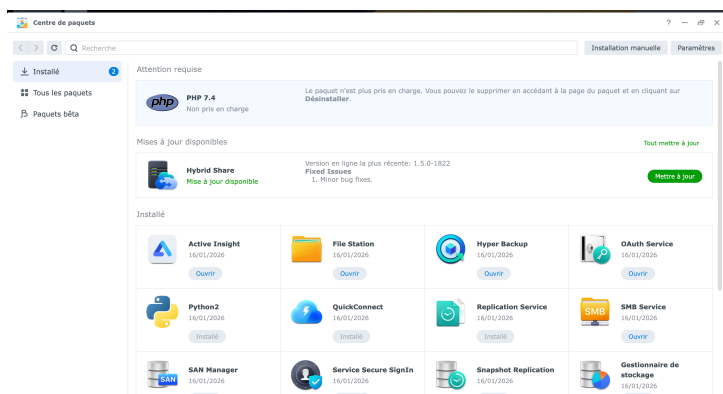 Centre de paquets
Recherche
Installation manuelle
Paramètres
Installé
2
Tous les paquets
Paquets bêta
Attention requise
php
PHP 7.4
Non pris en charge
Le paquet n'est plus pris en charge. Vous pouvez le supprimer en accédant à la page du paquet et en cliquant sur
Désinstaller.
Mises à jour disponibles
Tout mettre à jour
Hybrid Share
Mise à jour disponible
Version en ligne la plus récente: 1.5.0-1822
Fixed Issues
1. Minor bug fixes.
Mettre à jour
Installé
Active Insight
16/01/2026
Ouvrir
File Station
16/01/2026
Ouvrir
Hyper Backup
16/01/2026
Ouvrir
OAuth Service
16/01/2026
Ouvrir
Python2
16/01/2026
Installé
QuickConnect
16/01/2026
Installé
Replication Service
16/01/2026
Installé
SMB
SMB Service
16/01/2026
Ouvrir
SAN
SAN Manager
16/01/2026
Service Secure SignIn
16/01/2026
Snapshot Replication
16/01/2026
Gestionnaire de
stockage
16/01/2026